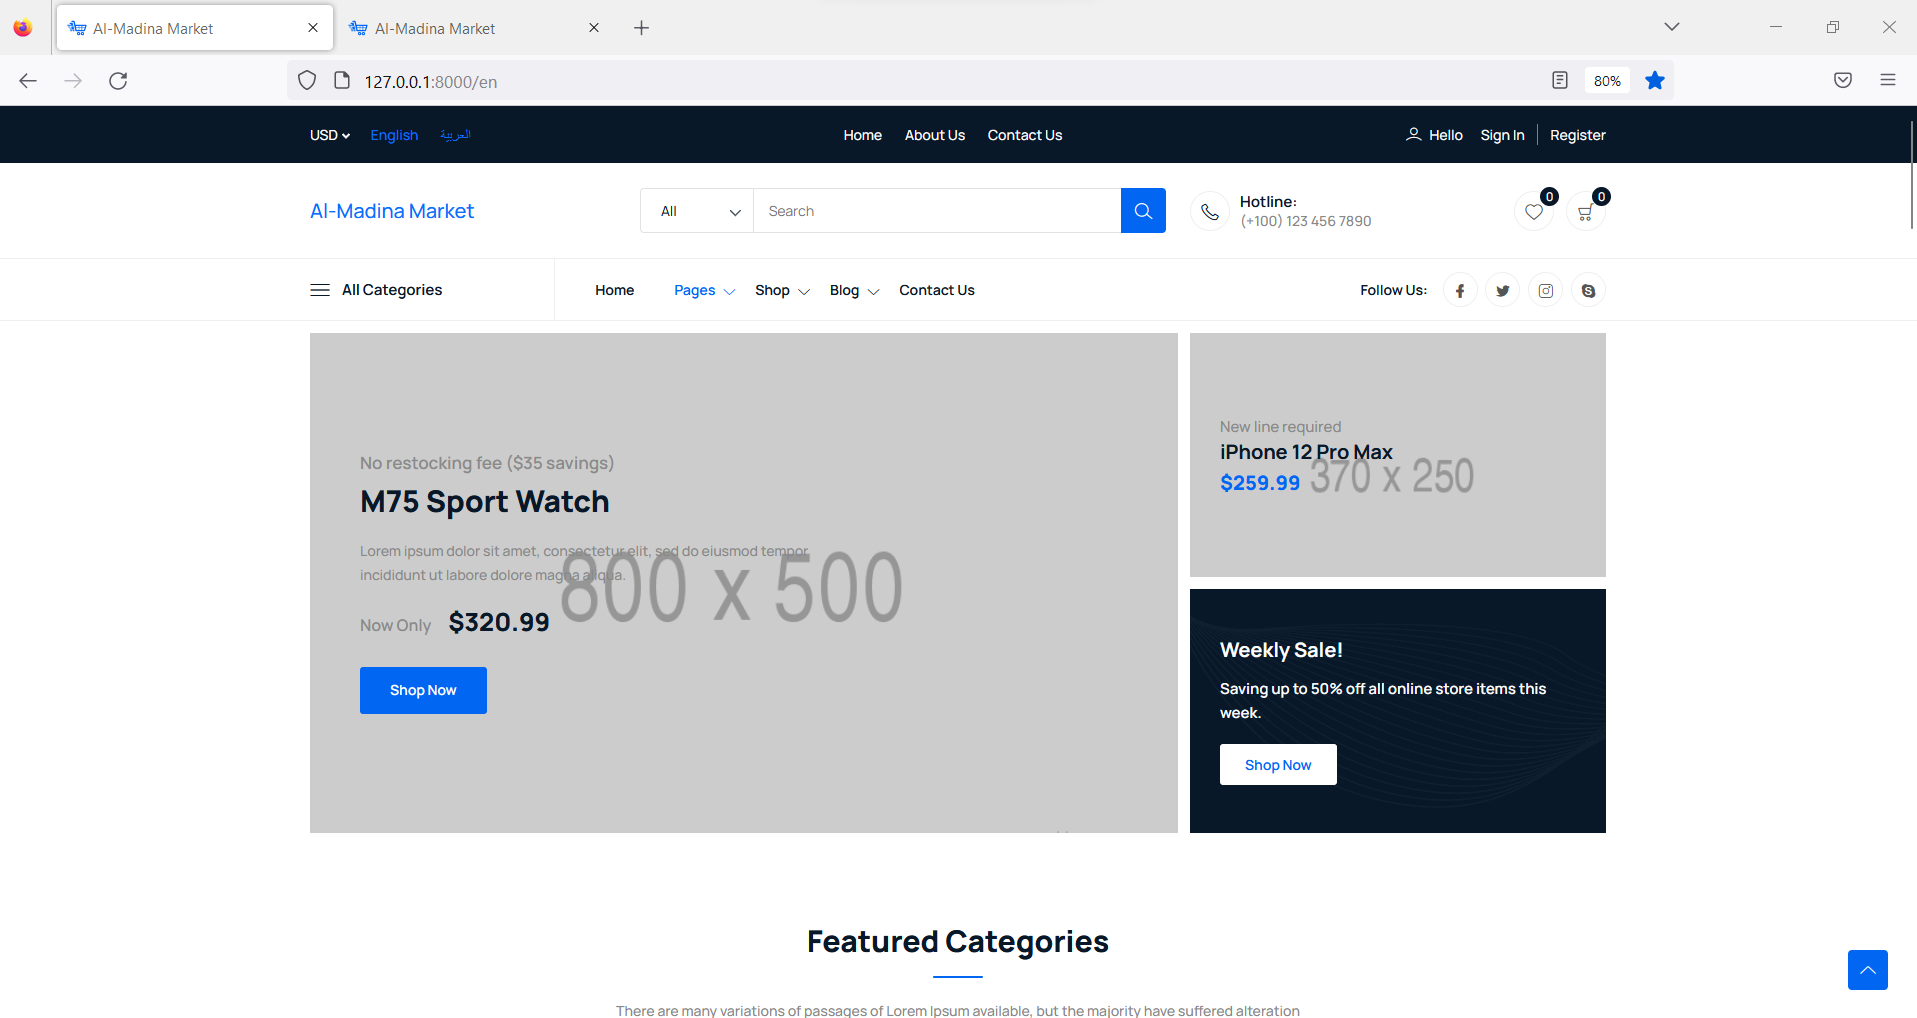 Al-Madina Market
Al-Madina Market
127.0.0.1:8000/en
80%
USD English العربية
Home About Us Contact Us
Hello Sign In Register
Al-Madina Market
All
Search
Hotline:
(+100) 123 456 7890
0
0
All Categories
Home Pages Shop Blog Contact Us
Follow Us:
No restocking fee ($35 savings)
M75 Sport Watch
Lorem ipsum dolor sit amet, consectetur elit, sed do eiusmod tempor
incididunt ut labore dolore magna aliqua.
Now Only $320.99
800 x 500
Shop Now
New line required
iPhone 12 Pro Max
$259.99
370 x 250
Weekly Sale!
Saving up to 50% off all online store items this
week.
Shop Now
Featured Categories
There are many variations of passages of Lorem Ipsum available, but the majority have suffered alteration